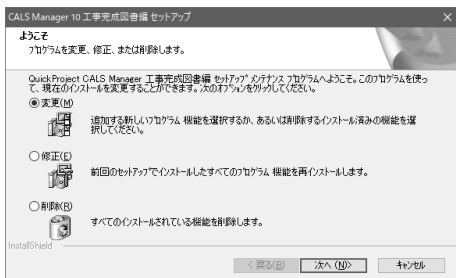 CALS Manager 10 工事完成図書編 セットアップ
ようこそ
プログラムを変更、修正、または削除します。
QuickProject CALS Manager 工事完成図書編 セットアップ メンテナンス プログラムへようこそ。このプログラムを使っ
て、現在のインストールを変更することができます。次のオプションをクリックしてください。
変更(M)
追加する新しいプログラム 機能を選択するか、あるいは削除するインストール済みの機能を選
択してください。
修正(E)
前回のセットアップでインストールしたすべてのプログラム 機能を再インストールします。
削除(R)
すべてのインストールされている機能を削除します。
InstallShield
< 戻る(B) 次へ (N)> キャンセル